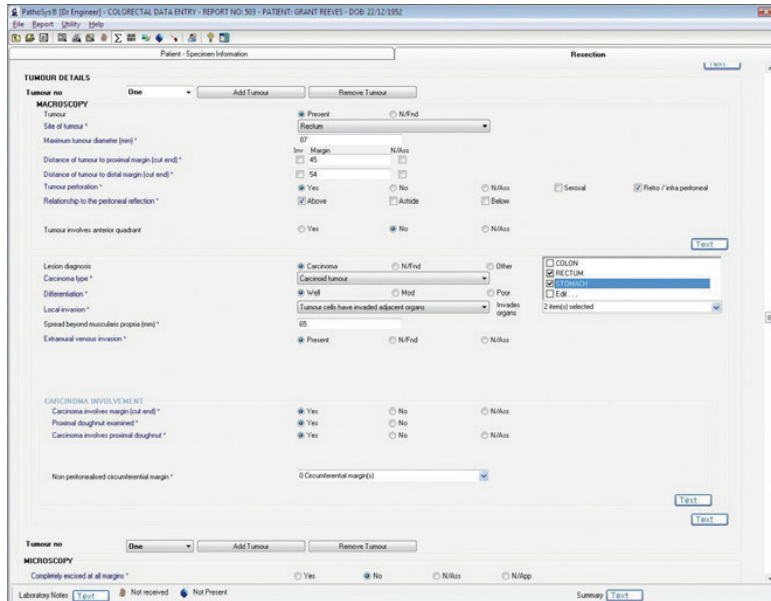 PathoSys® [Dr Engineer] - COLORECTAL DATA ENTRY - REPORT NO: 503 - PATIENT: GRANT REEVES - DOB: 22/12/1952
File Report Utility Help
Patient - Specimen Information Resection
Text
TUMOUR DETAILS
Tumour no One Add Tumour Remove Tumour
MACROSCOPY
Tumour Present N/Fnd
Site of tumour * Rectum
Maximum tumour diameter (mm) * 87
Inv Margin N/Ass
Distance of tumour to proximal margin (cut end) * 45
Distance of tumour to distal margin (cut end) * 54
Tumour perforation * Yes No N/Ass Serosal Retro / infra peritoneal
Relationship to the peritoneal reflection * Above Astride Below
Tumour involves anterior quadrant Yes No N/Ass
Text
Lesion diagnosis Carcinoma N/Fnd Other COLON
Carcinoma type * Carcinoid tumour RECTUM
STOMACH
Differentiation * Well Mod Poor Edit . . .
Local invasion * Tumour cells have invaded adjacent organs Invades organs 2 item(s) selected
Spread beyond muscularis propria (mm) * 65
Extramural venous invasion * Present N/Fnd N/Ass
CARCINOMA INVOLVEMENT
Carcinoma involves margin (cut end) * Yes No N/Ass
Proximal doughnut examined * Yes No
Carcinoma involves proximal doughnut * Yes No N/Ass
Non peritonealised circumferential margin * 0 Circumferential margin(s)
Text
Text
Tumour no One Add Tumour Remove Tumour
MICROSCOPY
Completely excised at all margins * Yes No N/Ass N/App
Laboratory Notes Text Not received Not Present Summary Text